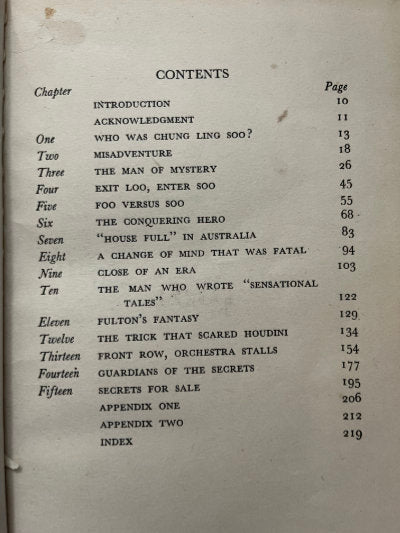 CONTENTS
Chapter Page
INTRODUCTION 10
ACKNOWLEDGMENT 11
One WHO WAS CHUNG LING SOO? 13
Two MISADVENTURE 18
Three THE MAN OF MYSTERY 26
Four EXIT LOO, ENTER SOO 45
Five FOO VERSUS SOO 55
Six THE CONQUERING HERO 68
Seven "HOUSE FULL" IN AUSTRALIA 83
Eight A CHANGE OF MIND THAT WAS FATAL 94
Nine CLOSE OF AN ERA 103
Ten THE MAN WHO WROTE "SENSATIONAL
TALES" 122
Eleven FULTON'S FANTASY 129
Twelve THE TRICK THAT SCARED HOUDINI 134
Thirteen FRONT ROW, ORCHESTRA STALLS 154
Fourteen GUARDIANS OF THE SECRETS 177
Fifteen SECRETS FOR SALE 195
APPENDIX ONE 206
APPENDIX TWO 212
INDEX 219